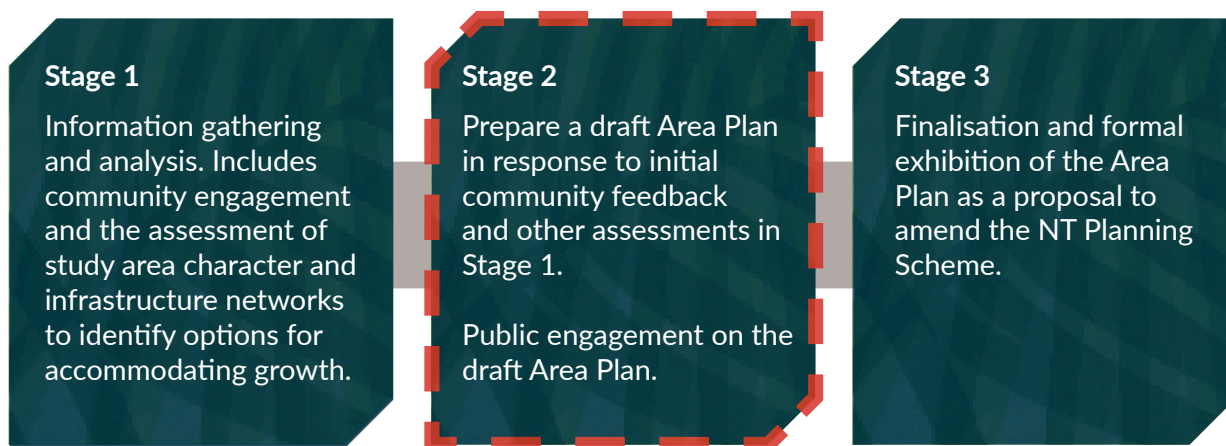 Stage 1
Information gathering
and analysis. Includes
community engagement
and the assessment of
study area character and
infrastructure networks
to identify options for
accommodating growth.
Stage 2
Prepare a draft Area Plan
in response to initial
community feedback
and other assessments in
Stage 1.
Public engagement on the
draft Area Plan.
Stage 3
Finalisation and formal
exhibition of the Area
Plan as a proposal to
amend the NT Planning
Scheme.